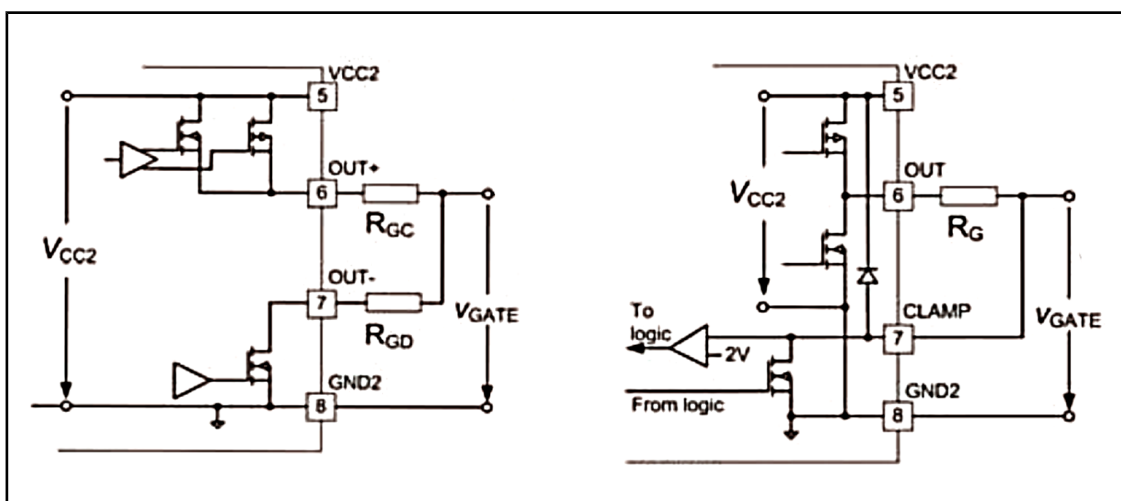 VCC2
5
OUT+
6
RGC
VCC2
OUT-
7
RGD
vGATE
GND2
8
VCC2
5
OUT
6
RG
VCC2
To
logic
2V
CLAMP
7
vGATE
From logic
GND2
8